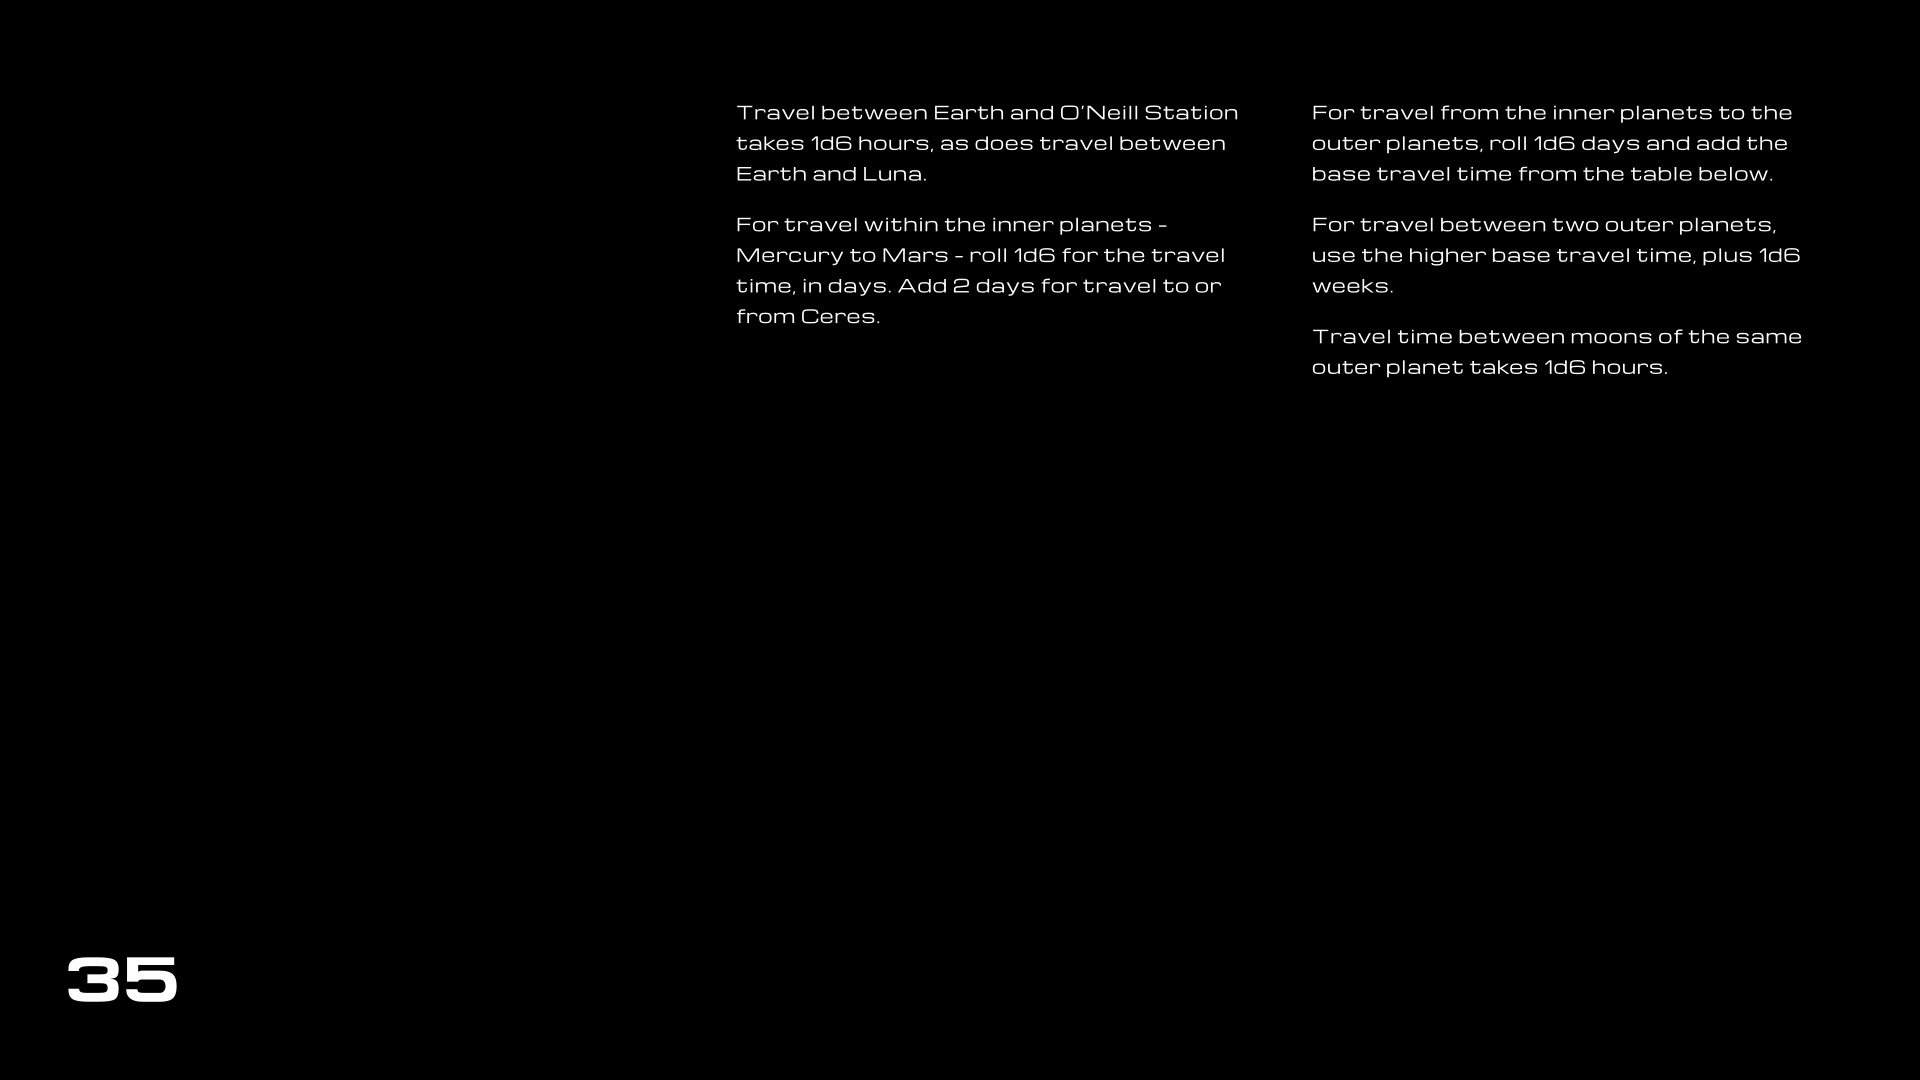 Travel between Earth and O’Neill Station
takes 1d6 hours, as does travel between
Earth and Luna.
For travel within the inner planets -
Mercury to Mars - roll 1d6 for the travel
time, in days. Add 2 days for travel to or
from Ceres.
For travel from the inner planets to the
outer planets, roll 1d6 days and add the
base travel time from the table below.
For travel between two outer planets,
use the higher base travel time, plus 1d6
weeks.
Travel time between moons of the same
outer planet takes 1d6 hours.
35